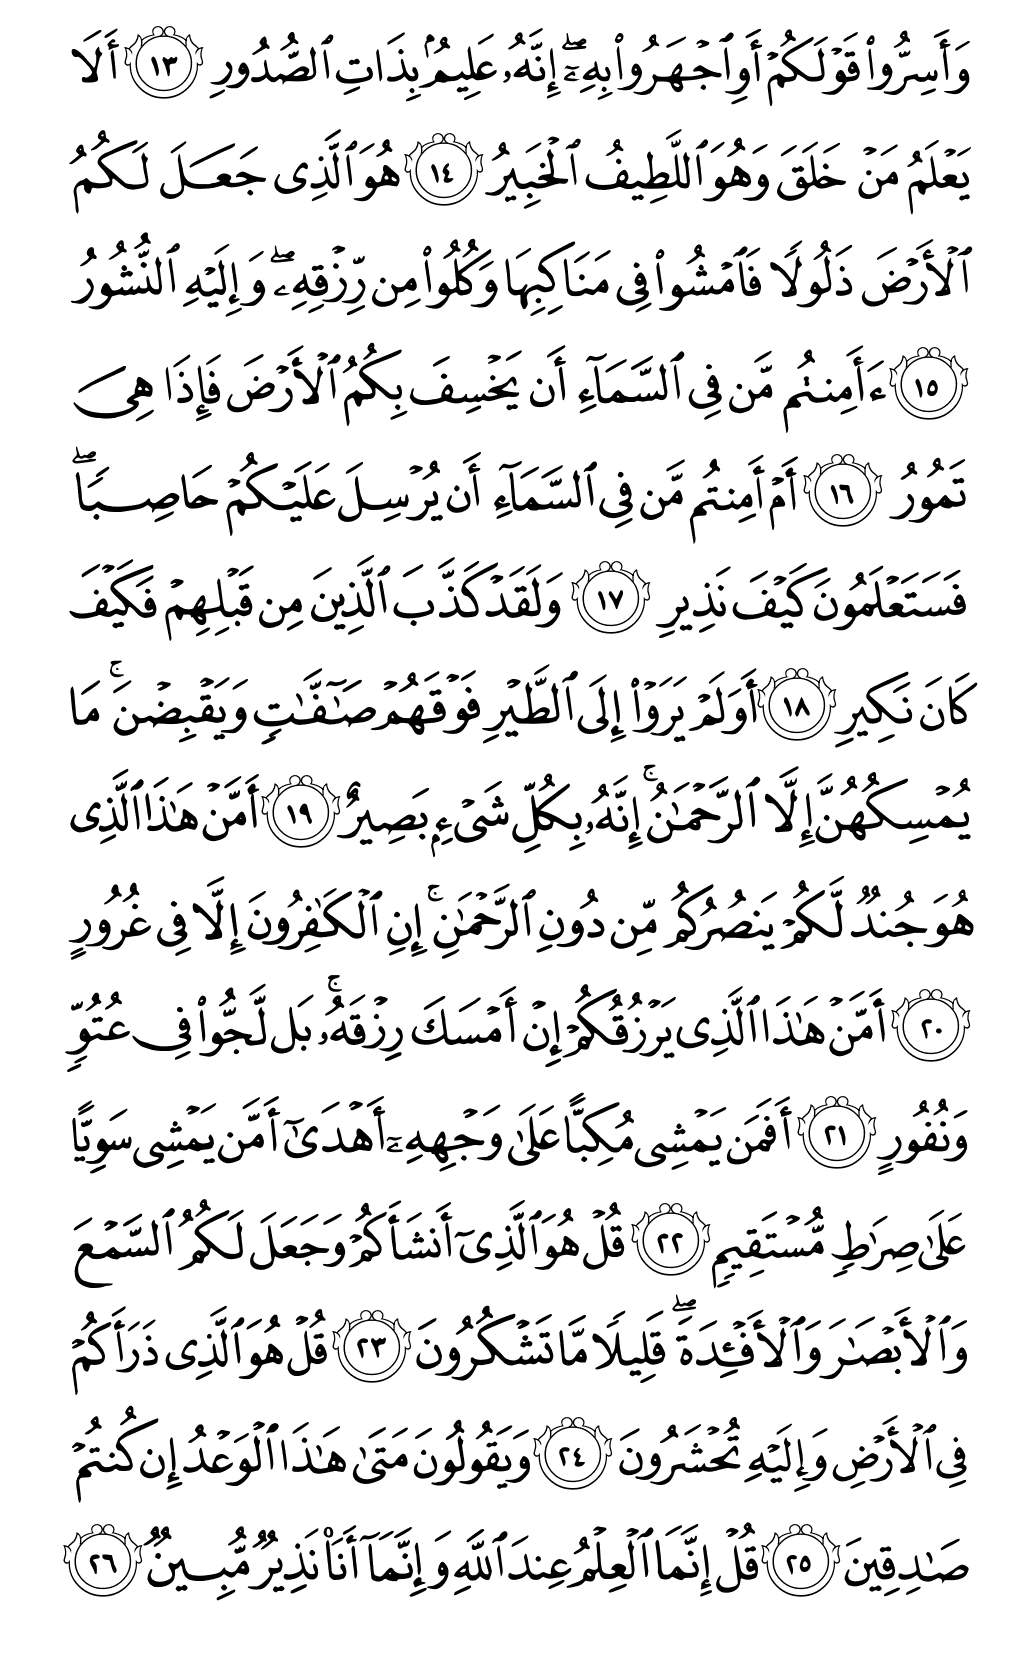 وَأَسِرُّوا۟ قَوْلَكُمْ أَوِ ٱجْهَرُوا۟ بِهِۦٓ ۖ إِنَّهُۥ عَلِيمٌۢ بِذَاتِ ٱلصُّدُورِ ١٣ أَلَا
يَعْلَمُ مَنْ خَلَقَ وَهُوَ ٱللَّطِيفُ ٱلْخَبِيرُ ١٤ هُوَ ٱلَّذِى جَعَلَ لَكُمُ
ٱلْأَرْضَ ذَلُولًا فَٱمْشُوا۟ فِى مَنَاكِبِهَا وَكُلُوا۟ مِن رِّزْقِهِۦ ۖ وَإِلَيْهِ ٱلنُّشُورُ
١٥ ءَأَمِنتُم مَّن فِى ٱلسَّمَآءِ أَن يَخْسِفَ بِكُمُ ٱلْأَرْضَ فَإِذَا هِىَ
تَمُورُ ١٦ أَمْ أَمِنتُم مَّن فِى ٱلسَّمَآءِ أَن يُرْسِلَ عَلَيْكُمْ حَاصِبًا ۖ
فَسَتَعْلَمُونَ كَيْفَ نَذِيرِ ١٧ وَلَقَدْ كَذَّبَ ٱلَّذِينَ مِن قَبْلِهِمْ فَكَيْفَ
كَانَ نَكِيرِ ١٨ أَوَلَمْ يَرَوْا۟ إِلَى ٱلطَّيْرِ فَوْقَهُمْ صَـٰٓفَّـٰتٍ وَيَقْبِضْنَ ۚ مَا
يُمْسِكُهُنَّ إِلَّا ٱلرَّحْمَـٰنُ ۚ إِنَّهُۥ بِكُلِّ شَىْءٍۭ بَصِيرٌ ١٩ أَمَّنْ هَـٰذَا ٱلَّذِى
هُوَ جُندٌ لَّكُمْ يَنصُرُكُم مِّن دُونِ ٱلرَّحْمَـٰنِ ۚ إِنِ ٱلْكَـٰفِرُونَ إِلَّا فِى غُرُورٍ
٢٠ أَمَّنْ هَـٰذَا ٱلَّذِى يَرْزُقُكُمْ إِنْ أَمْسَكَ رِزْقَهُۥ ۚ بَل لَّجُّوا۟ فِى عُتُوٍّ
وَنُفُورٍ ٢١ أَفَمَن يَمْشِى مُكِبًّا عَلَىٰ وَجْهِهِۦٓ أَهْدَىٰٓ أَمَّن يَمْشِى سَوِيًّا
عَلَىٰ صِرَٰطٍ مُّسْتَقِيمٍ ٢٢ قُلْ هُوَ ٱلَّذِىٓ أَنشَأَكُمْ وَجَعَلَ لَكُمُ ٱلسَّمْعَ
وَٱلْأَبْصَـٰرَ وَٱلْأَفْـِٔدَةَ ۖ قَلِيلًا مَّا تَشْكُرُونَ ٢٣ قُلْ هُوَ ٱلَّذِى ذَرَأَكُمْ
فِى ٱلْأَرْضِ وَإِلَيْهِ تُحْشَرُونَ ٢٤ وَيَقُولُونَ مَتَىٰ هَـٰذَا ٱلْوَعْدُ إِن كُنتُمْ
صَـٰدِقِينَ ٢٥ قُلْ إِنَّمَا ٱلْعِلْمُ عِندَ ٱللَّهِ وَإِنَّمَآ أَنَا۠ نَذِيرٌ مُّبِينٌ ٢٦